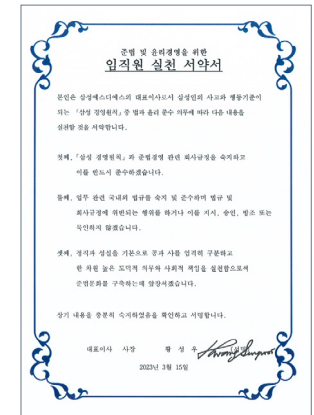 준법 및 윤리경영을 위한
임직원 실천 서약서
본인은 삼성에스디에스의 대표이사로서 삼성인의 사고와 행동기준이
되는 「삼성 경영원칙」중 법과 윤리 준수 의무에 따라 다음 내용을
실천할 것을 서약합니다.
첫째, 「삼성 경영원칙」과 준법경영 관련 회사규정을 숙지하고
이를 반드시 준수하겠습니다.
둘째, 업무 관련 국내외 법규를 숙지 및 준수하며 법규 및
회사규정에 위반되는 행위를 하거나 이를 지시, 승인, 방조 또는
묵인하지 않겠습니다.
셋째, 정직과 성실을 기본으로 공과 사를 엄격히 구분하고
한 차원 높은 도덕적 의무와 사회적 책임을 실천함으로써
준법문화를 구축하는데 앞장서겠습니다.
상기 내용을 충분히 숙지하였음을 확인하고 서명합니다.
대표이사 사장 황 성 우
2023년 3월 15일